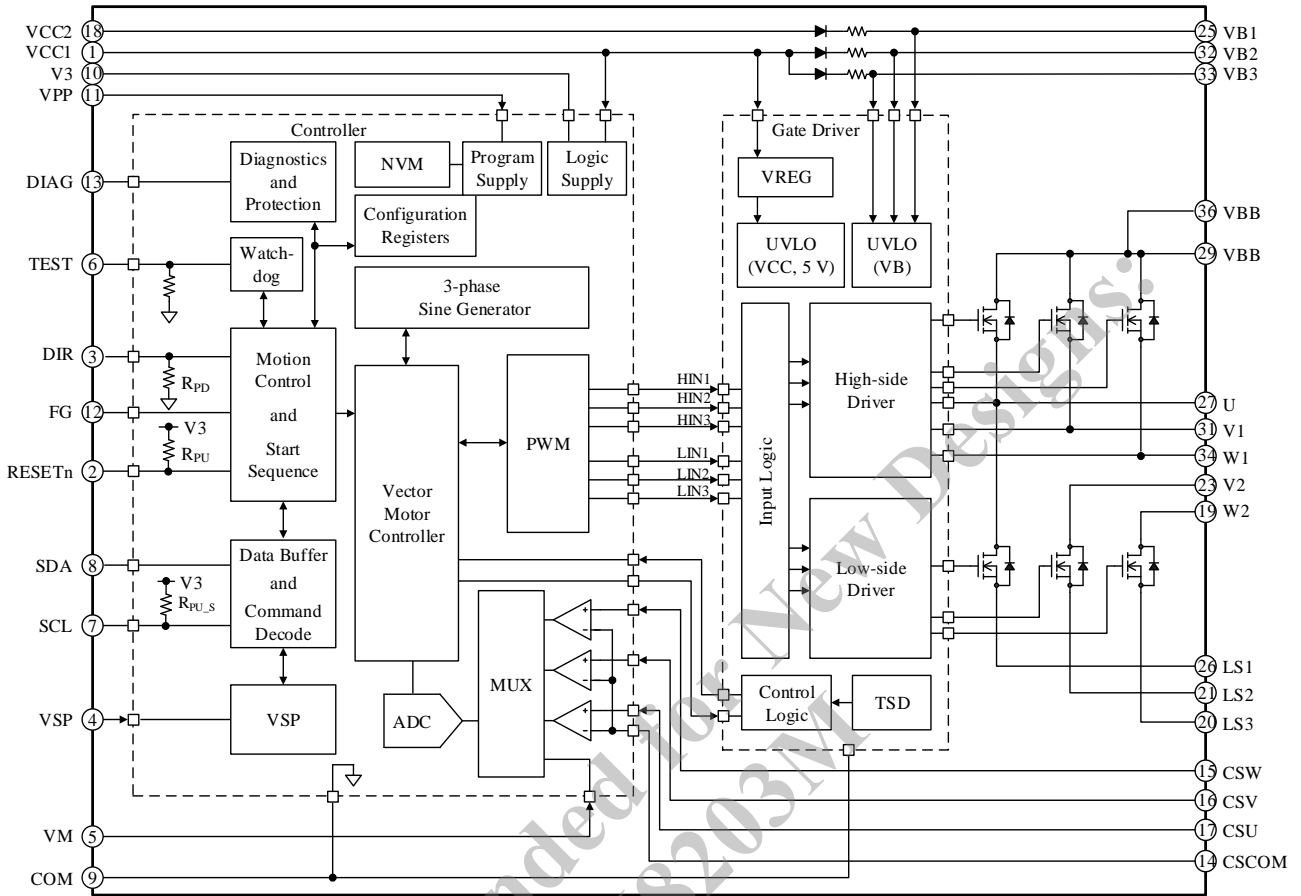 VCC2 18
VCC1 1
V3 10
VPP 11
25 VB1
32 VB2
33 VB3
Controller
Gate Driver
DIAG 13
Diagnostics
and
Protection
NVM
Program
Supply
Logic
Supply
Configuration
Registers
VREG
UVLO
(VCC, 5 V)
UVLO
(VB)
36 VBB
29 VBB
TEST 6
Watch-
dog
3-phase
Sine Generator
DIR 3
RPD
FG 12
V3
RPU
RESETn 2
Motion
Control
and
Start
Sequence
Vector
Motor
Controller
PWM
HIN1
HIN2
HIN3
LIN1
LIN2
LIN3
Input Logic
High-side
Driver
Low-side
Driver
27 U
31 V1
34 W1
23 V2
19 W2
SDA 8
V3
RPU_S
SCL 7
Data Buffer
and
Command
Decode
VSP 4
VSP
ADC
MUX
+
−
+
−
+
−
Control
Logic
TSD
26 LS1
21 LS2
20 LS3
15 CSW
16 CSV
17 CSU
14 CSCOM
VM 5
COM 9
nded for New Designs:
8203M